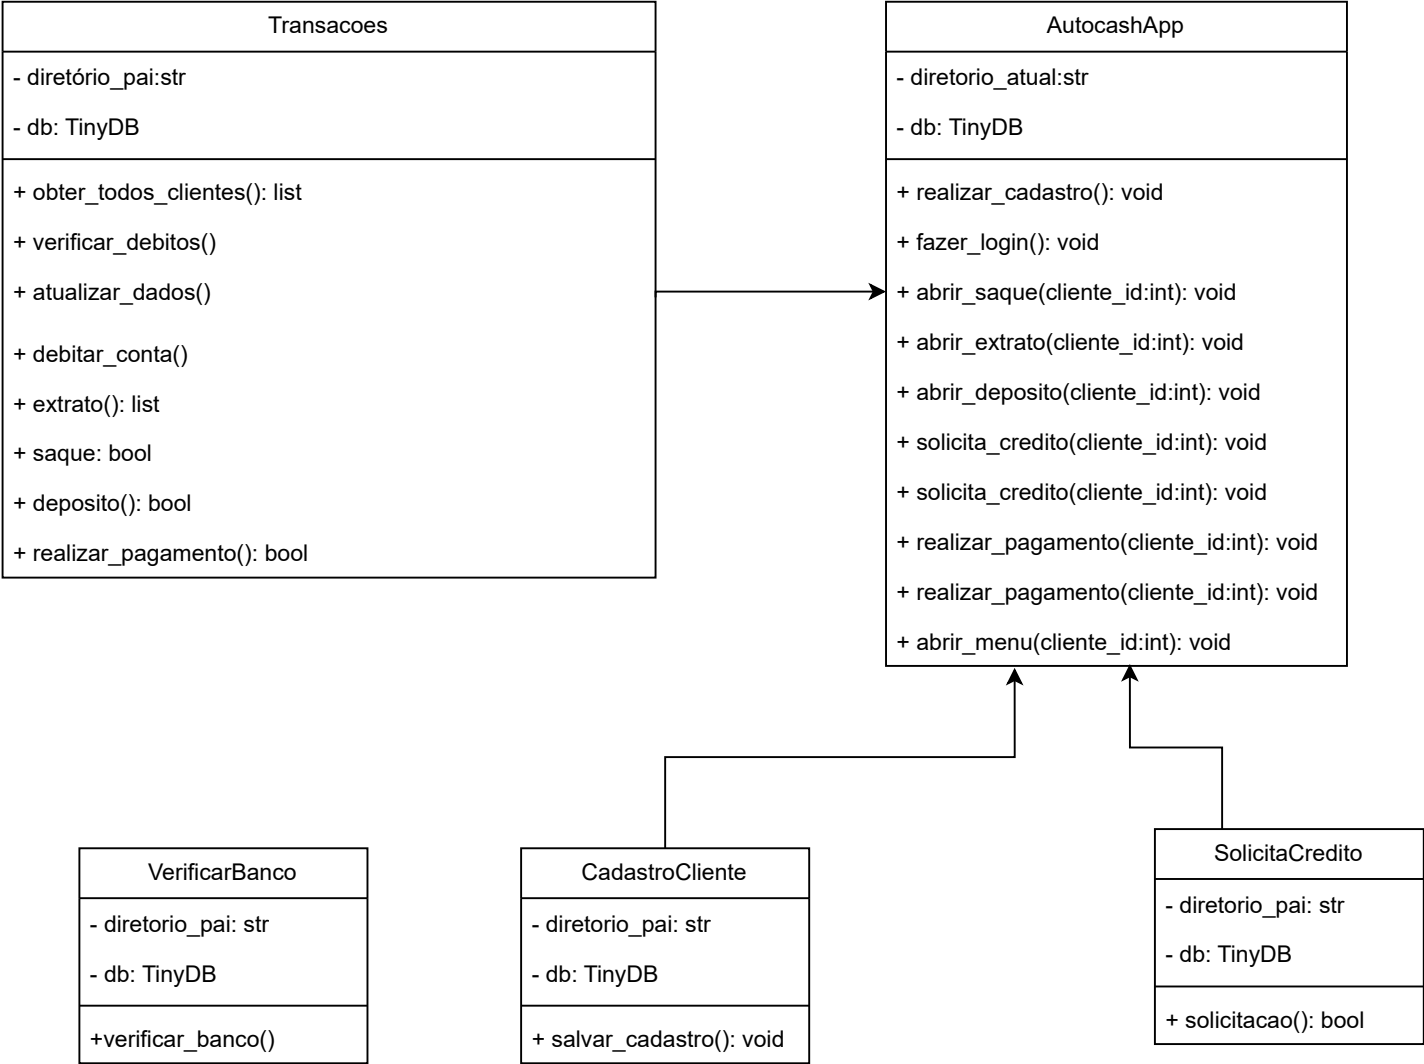 Transacoes
- diretório_pai:str
- db: TinyDB
+ obter_todos_clientes(): list
+ verificar_debitos()
+ atualizar_dados()
+ debitar_conta()
+ extrato(): list
+ saque: bool
+ deposito(): bool
+ realizar_pagamento(): bool
AutocashApp
- diretorio_atual:str
- db: TinyDB
+ realizar_cadastro(): void
+ fazer_login(): void
+ abrir_saque(cliente_id:int): void
+ abrir_extrato(cliente_id:int): void
+ abrir_deposito(cliente_id:int): void
+ solicita_credito(cliente_id:int): void
+ solicita_credito(cliente_id:int): void
+ realizar_pagamento(cliente_id:int): void
+ realizar_pagamento(cliente_id:int): void
+ abrir_menu(cliente_id:int): void
VerificarBanco
- diretorio_pai: str
- db: TinyDB
+verificar_banco()
CadastroCliente
- diretorio_pai: str
- db: TinyDB
+ salvar_cadastro(): void
SolicitaCredito
- diretorio_pai: str
- db: TinyDB
+ solicitacao(): bool